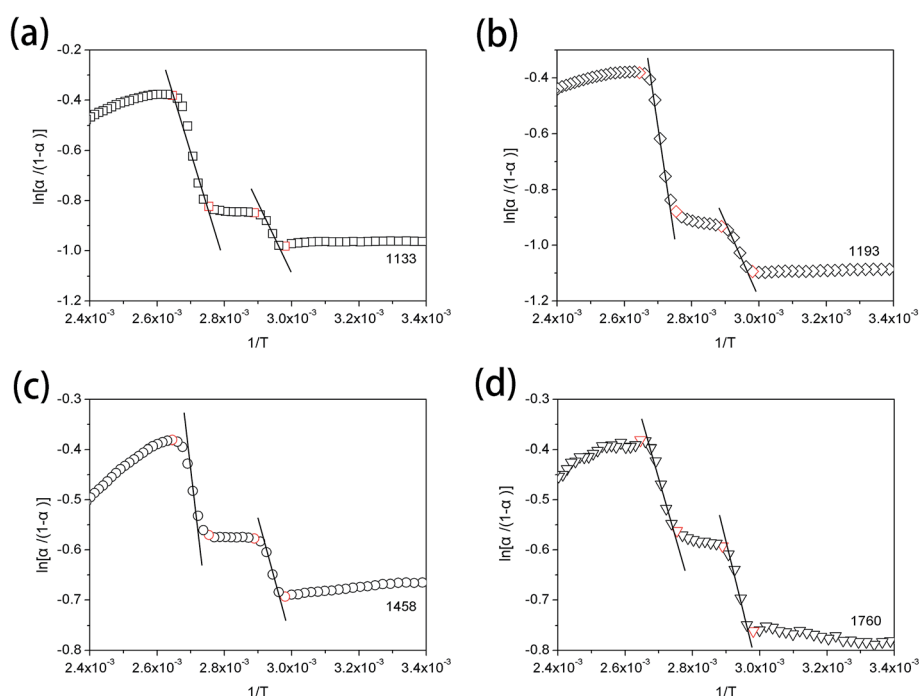 (a)
-0.2
-0.4
-0.6
-0.8
-1.0
-1.2
ln[α /(1-α )]
1133
2.4x10⁻³ 2.6x10⁻³ 2.8x10⁻³ 3.0x10⁻³ 3.2x10⁻³ 3.4x10⁻³
1/T
(b)
-0.4
-0.6
-0.8
-1.0
-1.2
ln[α /(1-α )]
1193
2.4x10⁻³ 2.6x10⁻³ 2.8x10⁻³ 3.0x10⁻³ 3.2x10⁻³ 3.4x10⁻³
1/T
(c)
-0.3
-0.4
-0.5
-0.6
-0.7
-0.8
ln[α /(1-α )]
1458
2.4x10⁻³ 2.6x10⁻³ 2.8x10⁻³ 3.0x10⁻³ 3.2x10⁻³ 3.4x10⁻³
1/T
(d)
-0.3
-0.4
-0.5
-0.6
-0.7
-0.8
ln[α /(1-α )]
1760
2.4x10⁻³ 2.6x10⁻³ 2.8x10⁻³ 3.0x10⁻³ 3.2x10⁻³ 3.4x10⁻³
1/T